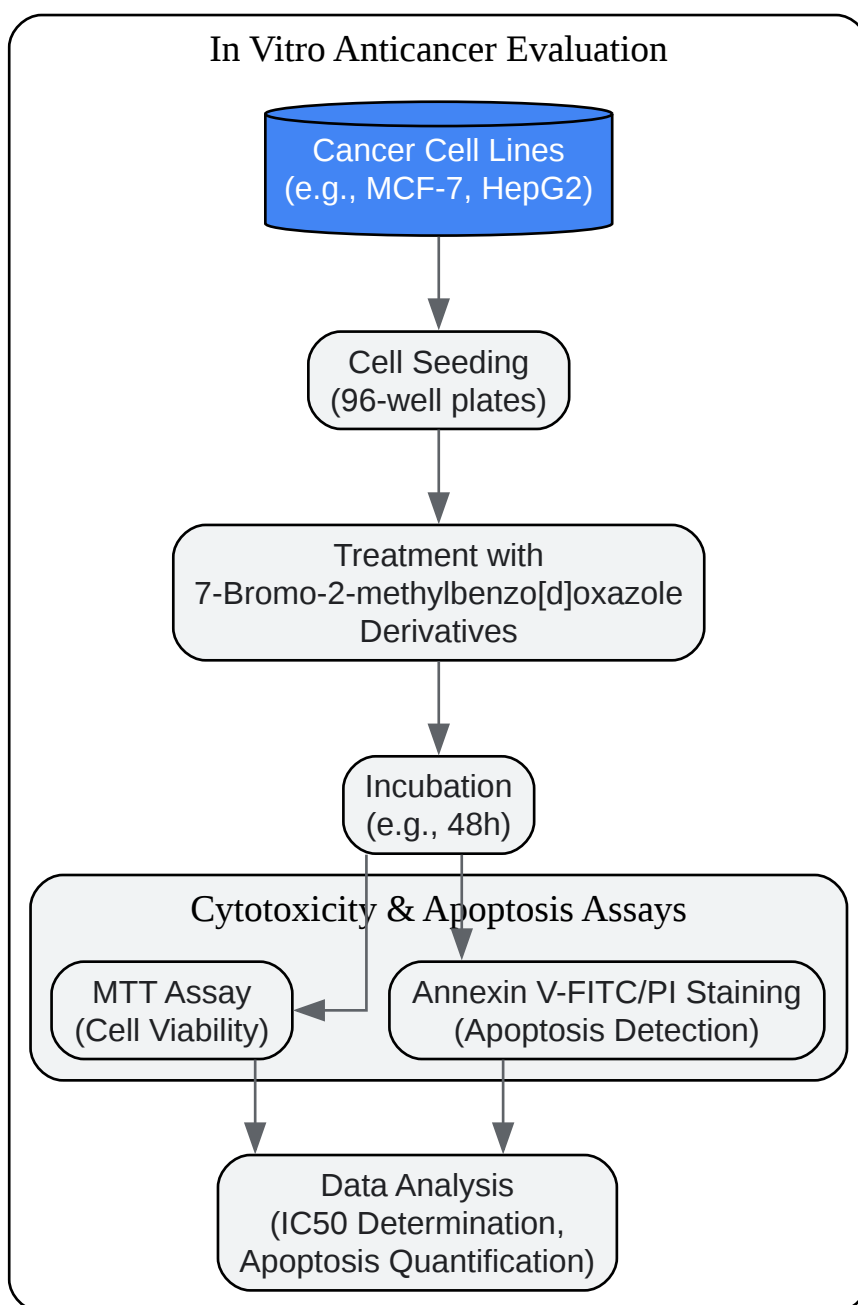 In Vitro Anticancer Evaluation
Cancer Cell Lines
(e.g., MCF-7, HepG2)
Cell Seeding
(96-well plates)
Treatment with
7-Bromo-2-methylbenzo[d]oxazole
Derivatives
Incubation
(e.g., 48h)
Cytotoxicity & Apoptosis Assays
MTT Assay
(Cell Viability)
Annexin V-FITC/PI Staining
(Apoptosis Detection)
Data Analysis
(IC50 Determination,
Apoptosis Quantification)